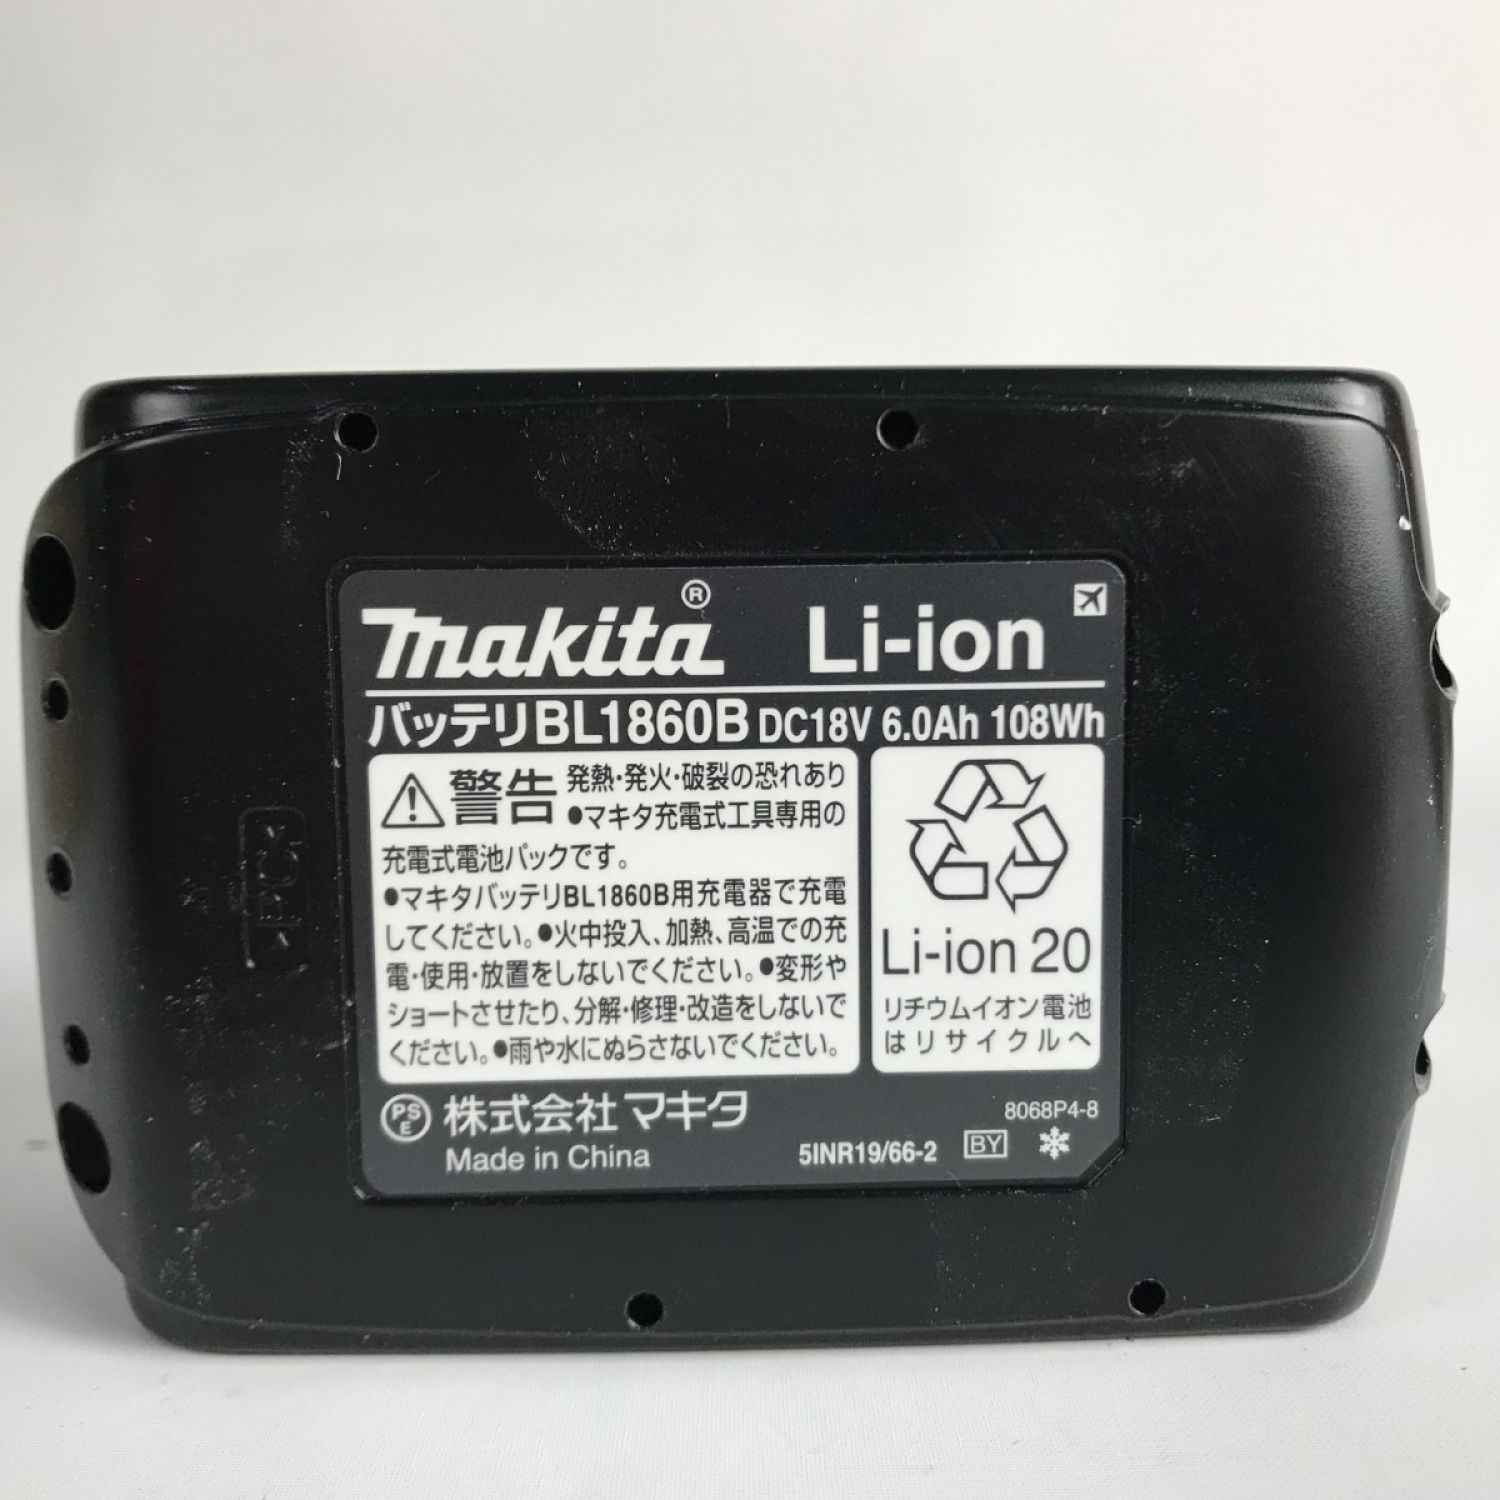 makita® Li-ion
バッテリBL1860B DC18V 6.0Ah 108Wh
警告 発熱・発火・破裂の恐れあり
●マキタ充電式工具専用の
充電式電池パックです。
●マキタバッテリBL1860B用充電器で充電
してください。●火中投入、加熱、高温での充
電・使用・放置をしないでください。●変形や
ショートさせたり、分解・修理・改造をしないで
ください。●雨や水にぬらさないでください。
Li-ion 20
リチウムイオン電池
はリサイクルへ
PSE 株式会社マキタ
Made in China
8068P4-8
5INR19/66-2 BY
>PC<